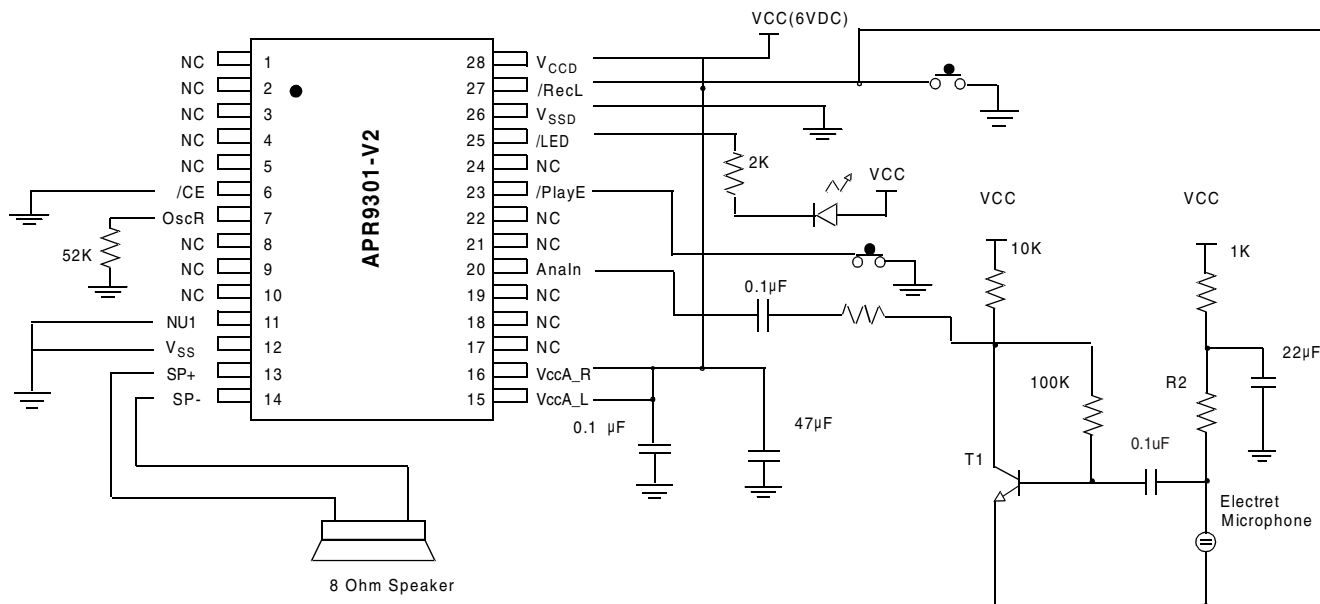 VCC(6VDC)
NC 1
NC 2
NC 3
NC 4
NC 5
/CE 6
OscR 7
NC 8
NC 9
NC 10
NU1 11
VSS 12
SP+ 13
SP- 14
APR9301-V2
28 VCCD
27 /RecL
26 VSSD
25 /LED
24 NC
23 /PlayE
22 NC
21 NC
20 AnaIn
19 NC
18 NC
17 NC
16 VccA_R
15 VccA_L
52K
2K
VCC
VCC
VCC
10K
1K
0.1µF
22µF
100K
R2
0.1 µF
47µF
0.1uF
T1
Electret
Microphone
8 Ohm Speaker